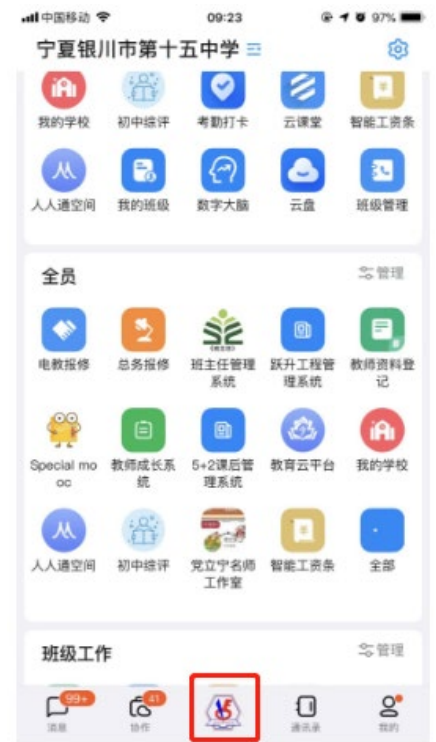 中国移动 09:23 97%
宁夏银川市第十五中学
我的学校 初中综评 考勤打卡 云课堂 智能工资条
人人通空间 我的班级 数字大脑 云盘 班级管理
全员 管理
电教报修 总务报修 班主任管理 跃升工程管 教师资料登
系统 理系统 记
Special mo 教师成长系 5+2课后管 教育云平台 我的学校
oc 统 理系统
人人通空间 初中综评 党立宁名师 智能工资条 全部
工作室
班级工作 管理
99+ 41
消息 协作 通讯录 我的